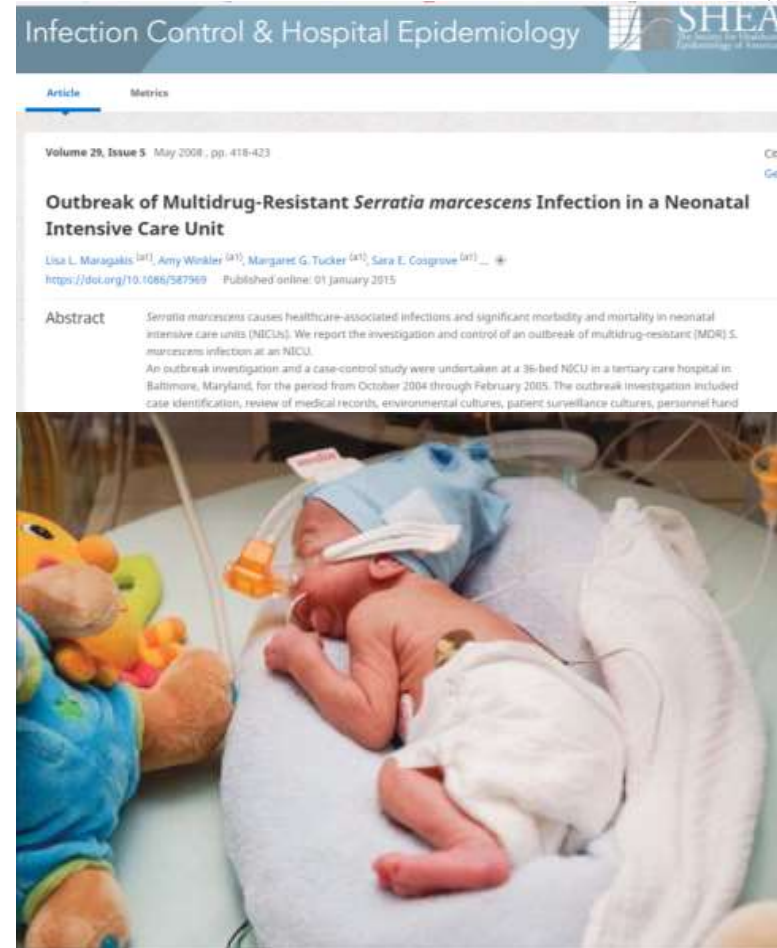 Infection Control & Hospital Epidemiology
SHEA
Article Metrics
Volume 29, Issue 5 May 2008 , pp. 418-423
Outbreak of Multidrug-Resistant Serratia marcescens Infection in a Neonatal
Intensive Care Unit
Lisa L. Maragakis (a1), Amy Winkler (a1), Margaret G. Tucker (a1), Sara E. Cosgrove (a1) ...
https://doi.org/10.1086/587969 Published online: 01 January 2015
Abstract
Serratia marcescens causes healthcare-associated infections and significant morbidity and mortality in neonatal
intensive care units (NICUs). We report the investigation and control of an outbreak of multidrug-resistant (MDR) S.
marcescens infection at an NICU.
An outbreak investigation and a case-control study were undertaken at a 36-bed NICU in a tertiary care hospital in
Baltimore, Maryland, for the period from October 2004 through February 2005. The outbreak investigation included
case identification, review of medical records, environmental cultures, patient surveillance cultures, personnel hand